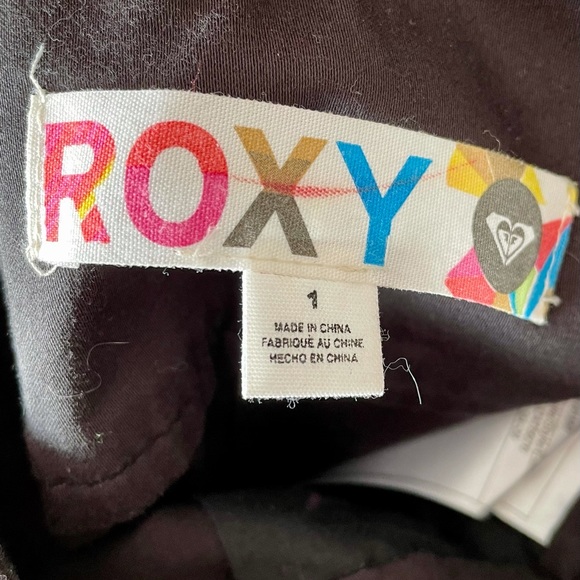 ROXY
1
MADE IN CHINA
FABRIQUÉ AU CHINE
HECHO EN CHINA